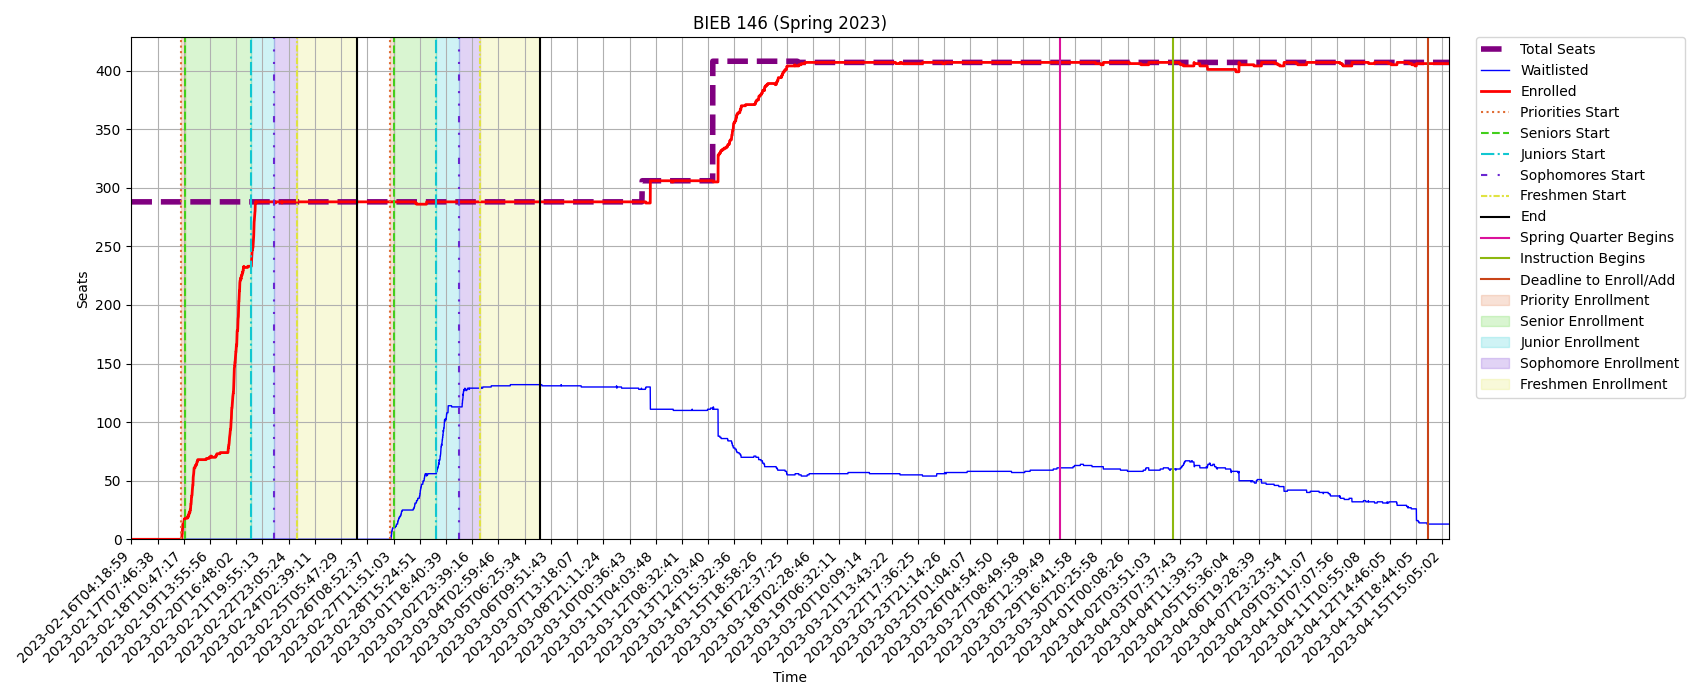 BIEB 146 (Spring 2023)
Seats
400
350
300
250
200
150
100
50
0
2023-02-16T04:18:59
2023-02-17T07:46:38
2023-02-18T10:47:17
2023-02-19T13:55:56
2023-02-20T16:48:02
2023-02-21T19:55:13
2023-02-22T23:05:24
2023-02-24T02:39:11
2023-02-25T05:47:29
2023-02-26T08:52:37
2023-02-27T11:51:03
2023-02-28T15:24:51
2023-03-01T18:40:39
2023-03-02T23:39:16
2023-03-04T02:59:46
2023-03-05T06:25:34
2023-03-06T09:51:43
2023-03-07T13:18:07
2023-03-08T21:11:24
2023-03-10T00:36:43
2023-03-11T04:03:48
2023-03-12T08:32:41
2023-03-13T12:03:40
2023-03-14T15:32:36
2023-03-15T18:58:26
2023-03-16T22:37:25
2023-03-18T02:28:46
2023-03-19T06:32:11
2023-03-20T10:09:14
2023-03-21T13:43:22
2023-03-22T17:36:25
2023-03-23T21:14:26
2023-03-25T01:04:07
2023-03-26T04:54:50
2023-03-27T08:49:58
2023-03-28T12:39:49
2023-03-29T16:41:58
2023-03-30T20:25:58
2023-04-01T00:08:26
2023-04-02T03:51:03
2023-04-03T07:37:43
2023-04-04T11:39:53
2023-04-05T15:36:04
2023-04-06T19:28:39
2023-04-07T23:23:54
2023-04-09T03:11:07
2023-04-10T07:07:56
2023-04-11T10:55:08
2023-04-12T14:46:05
2023-04-13T18:44:05
2023-04-15T15:05:02
Time
Total Seats
Waitlisted
Enrolled
Priorities Start
Seniors Start
Juniors Start
Sophomores Start
Freshmen Start
End
Spring Quarter Begins
Instruction Begins
Deadline to Enroll/Add
Priority Enrollment
Senior Enrollment
Junior Enrollment
Sophomore Enrollment
Freshmen Enrollment